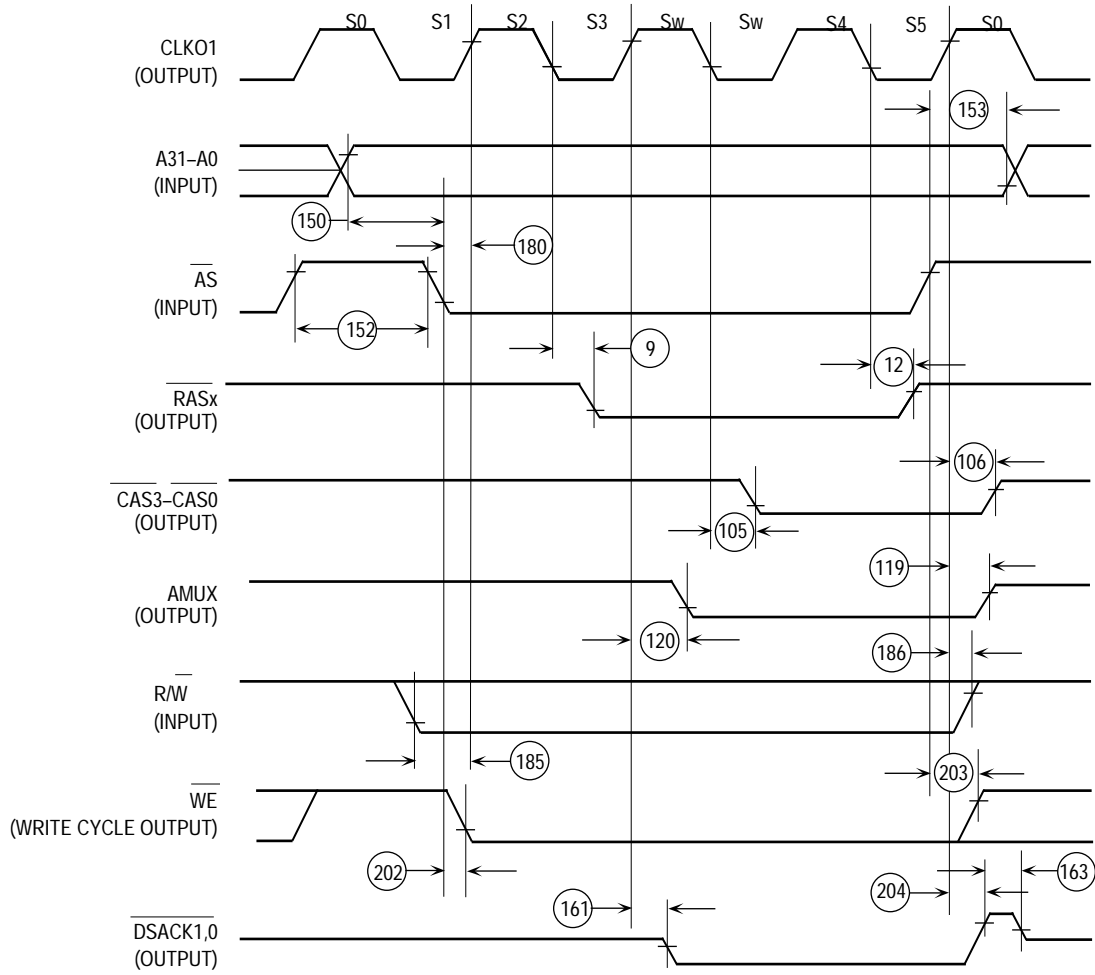 S0 S1 S2 S3 Sw Sw S4 S5 S0
CLKO1
(OUTPUT)
153
A31–A0
(INPUT)
150
180
AS
(INPUT)
152
9
12
RASx
(OUTPUT)
106
CAS3–CAS0
(OUTPUT)
105
119
AMUX
(OUTPUT)
120
186
R/W
(INPUT)
185
203
WE
(WRITE CYCLE OUTPUT)
202
163
204
161
DSACK1,0
(OUTPUT)